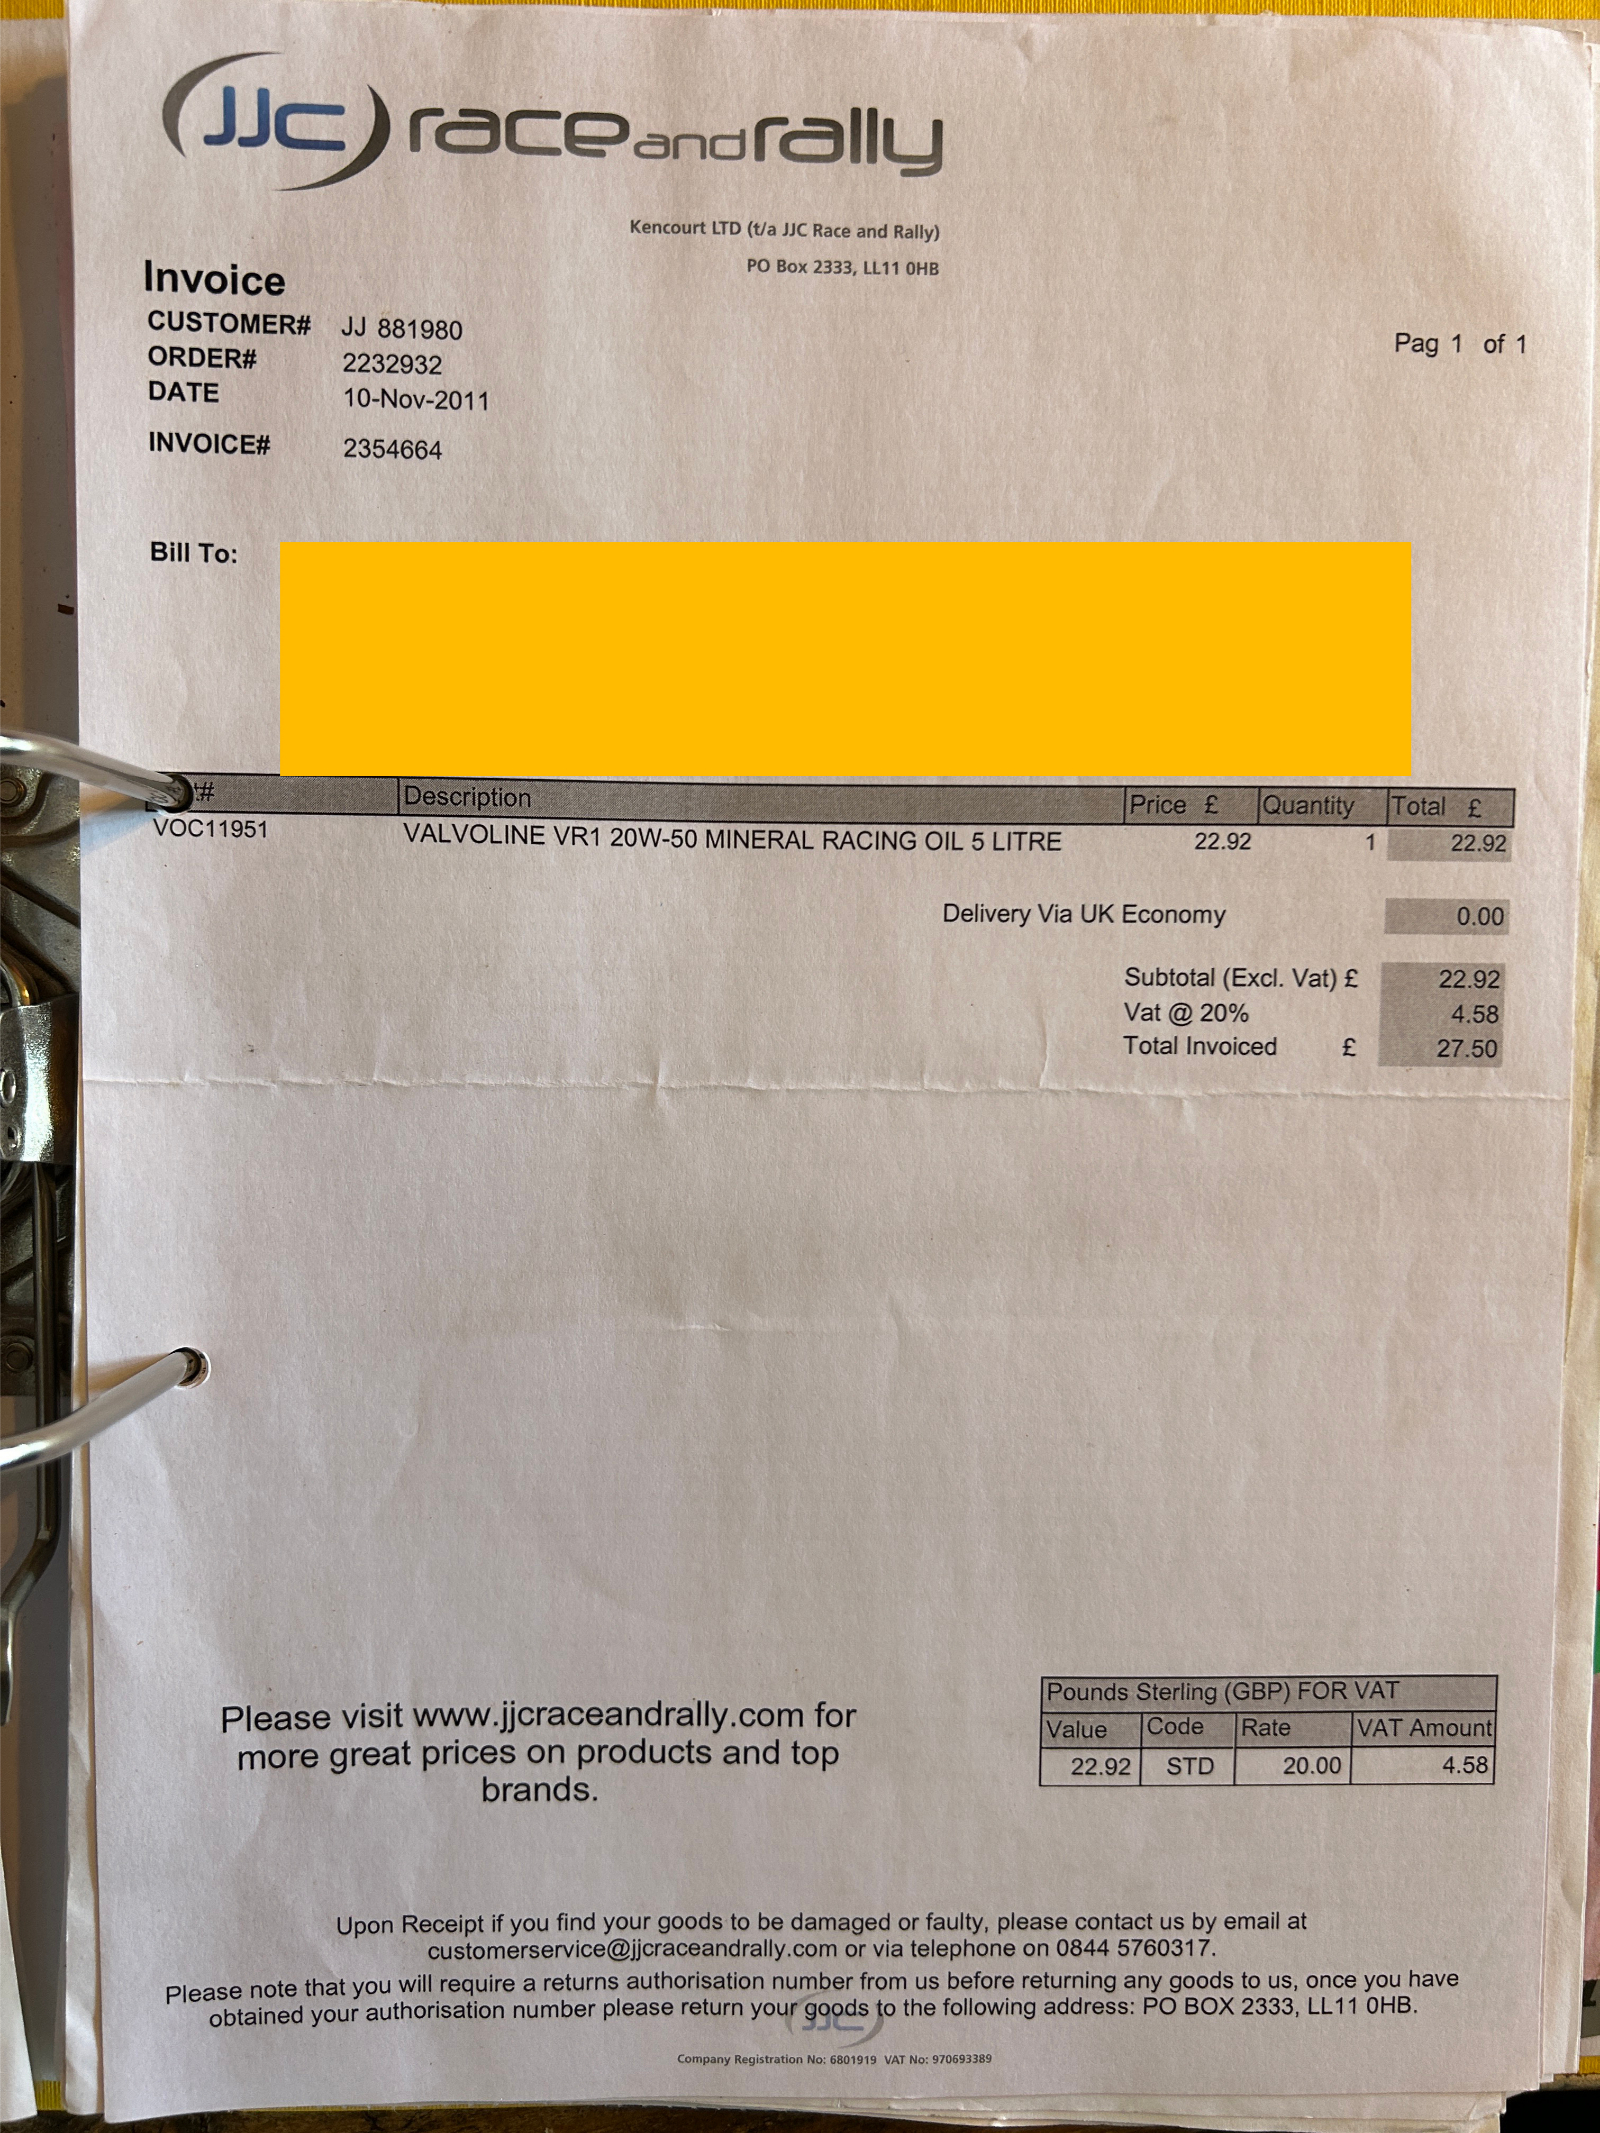 JJC race and rally
Kencourt LTD (t/a JJC Race and Rally)
PO Box 2333, LL11 0HB
Invoice
CUSTOMER# JJ 881980
ORDER# 2232932
DATE 10-Nov-2011
INVOICE# 2354664
Pag 1 of 1
Bill To:
t# Description Price £ Quantity Total £
VOC11951 VALVOLINE VR1 20W-50 MINERAL RACING OIL 5 LITRE 22.92 1 22.92
Delivery Via UK Economy 0.00
Subtotal (Excl. Vat) £ 22.92
Vat @ 20% 4.58
Total Invoiced £ 27.50
Please visit www.jjcraceandrally.com for
more great prices on products and top
brands.
Pounds Sterling (GBP) FOR VAT
Value Code Rate VAT Amount
22.92 STD 20.00 4.58
Upon Receipt if you find your goods to be damaged or faulty, please contact us by email at
customerservice@jjcraceandrally.com or via telephone on 0844 5760317.
Please note that you will require a returns authorisation number from us before returning any goods to us, once you have
obtained your authorisation number please return your goods to the following address: PO BOX 2333, LL11 0HB.
JJC
Company Registration No: 6801919 VAT No: 970693389